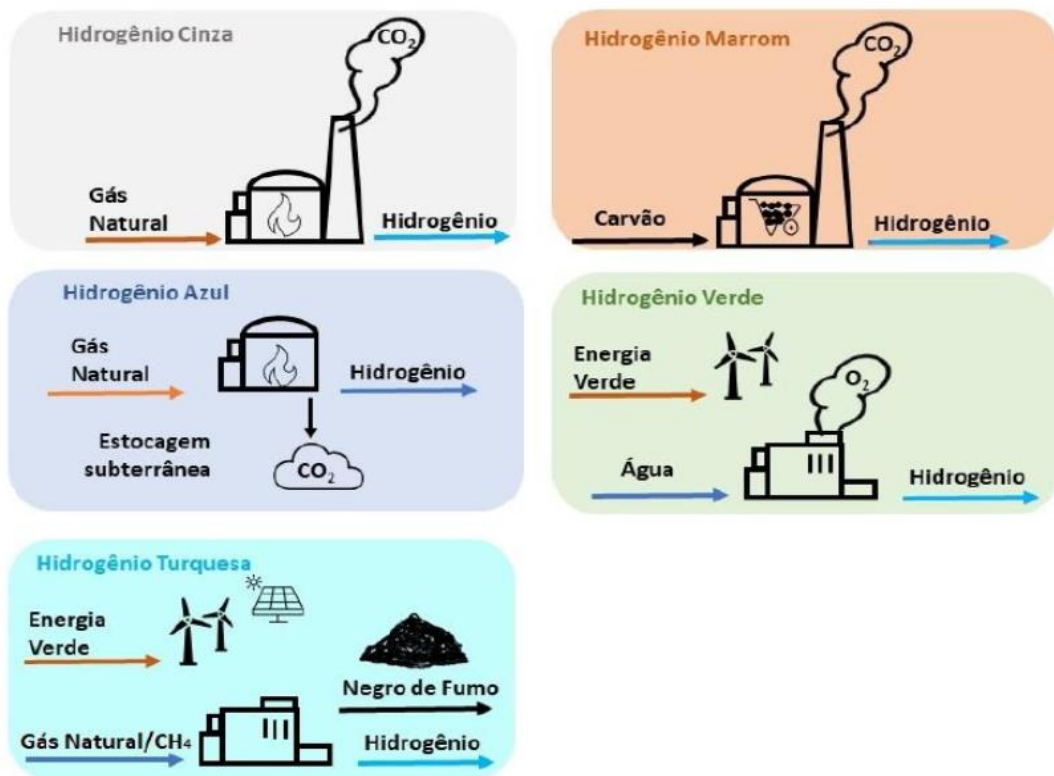 Hidrogênio Cinza
CO₂
Gás
Natural
Hidrogênio
Hidrogênio Marrom
CO₂
Carvão
Hidrogênio
Hidrogênio Azul
Gás
Natural
Hidrogênio
Estocagem
subterrânea
CO₂
Hidrogênio Verde
Energia
Verde
O₂
Água
Hidrogênio
Hidrogênio Turquesa
Energia
Verde
Negro de Fumo
Gás Natural/CH₄
Hidrogênio